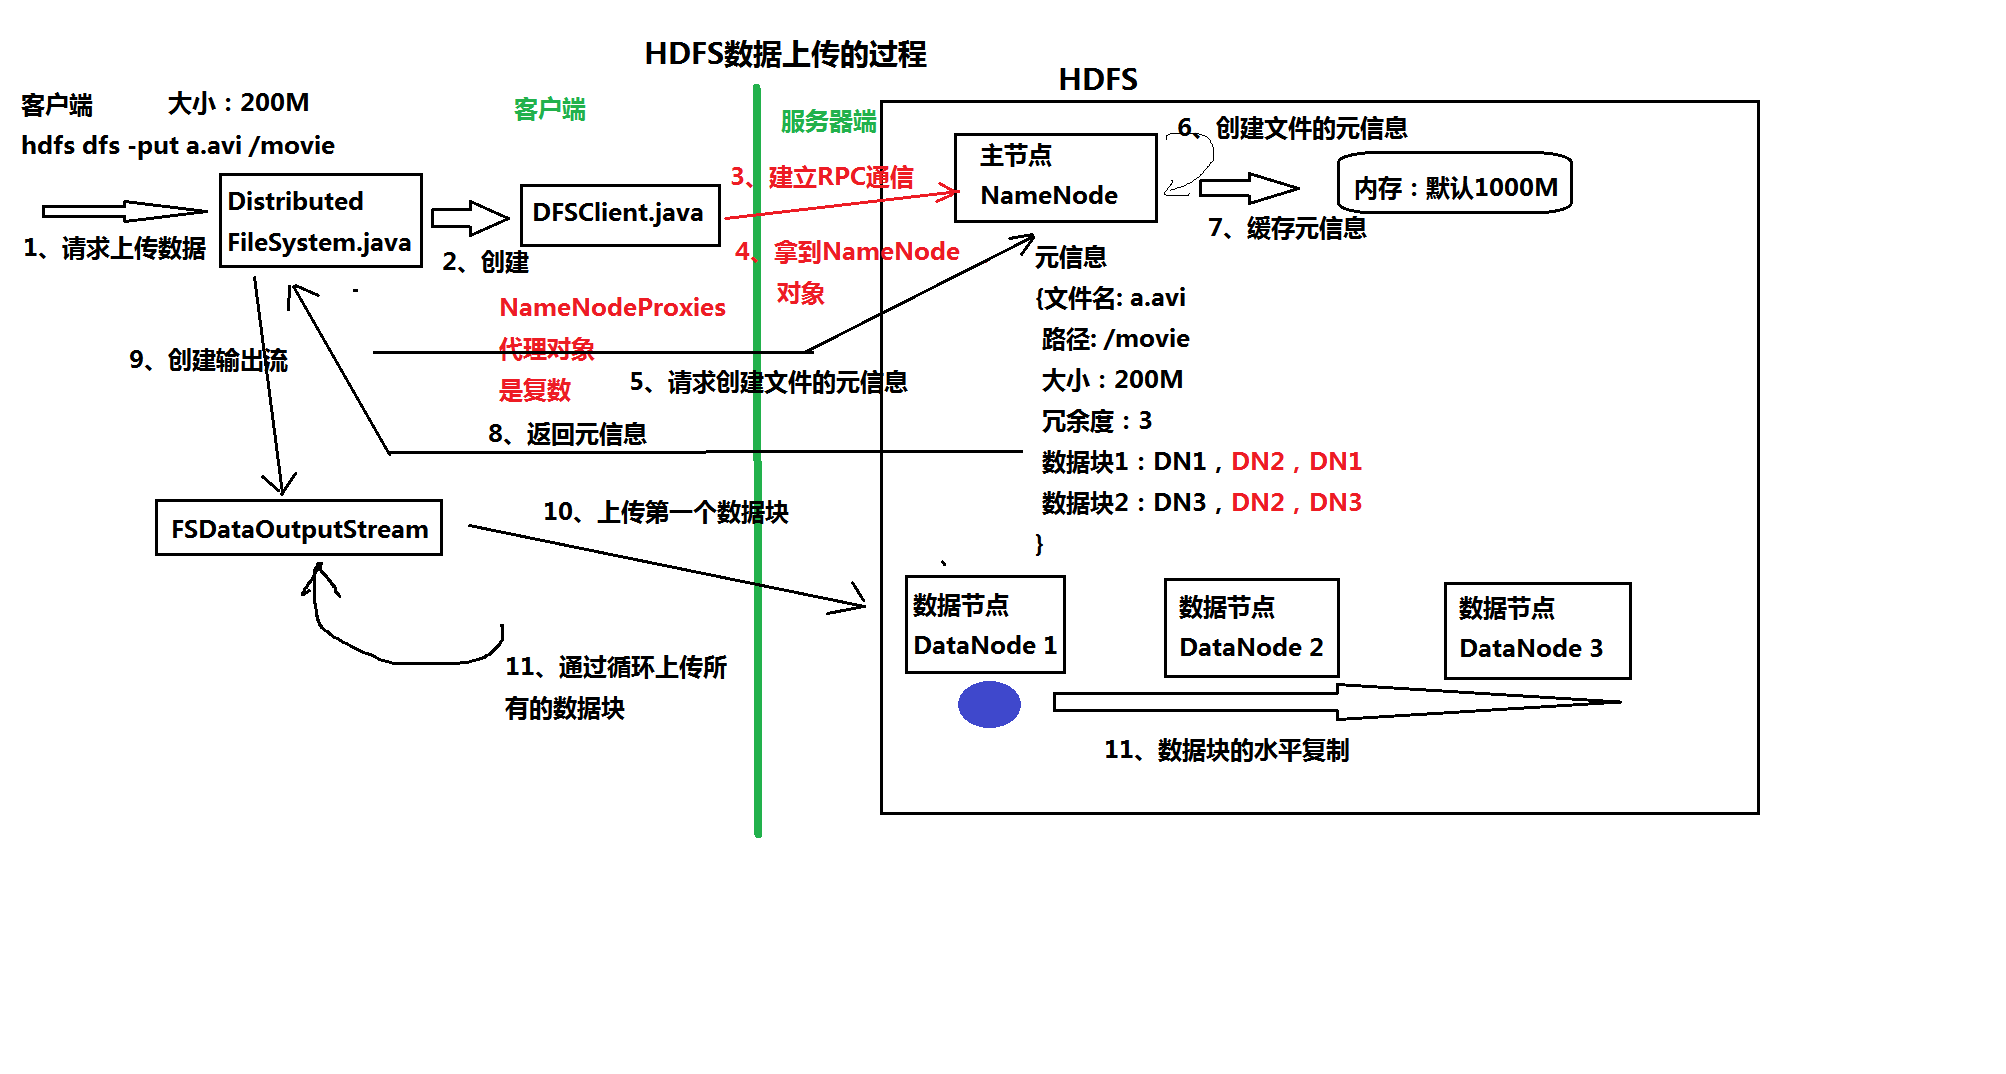 HDFS数据上传的过程
HDFS
客户端
大小：200M
hdfs dfs -put a.avi /movie
客户端
服务器端
Distributed
FileSystem.java
1、请求上传数据
2、创建
DFSClient.java
3、建立RPC通信
4、拿到NameNode
对象
主节点
NameNode
6、创建文件的元信息
内存：默认1000M
7、缓存元信息
NameNodeProxies
代理对象
是复数
5、请求创建文件的元信息
8、返回元信息
元信息
{文件名: a.avi
路径: /movie
大小：200M
冗余度：3
数据块1：DN1，DN2，DN1
数据块2：DN3，DN2，DN3
}
9、创建输出流
FSDataOutputStream
10、上传第一个数据块
11、通过循环上传所
有的数据块
数据节点
DataNode 1
数据节点
DataNode 2
数据节点
DataNode 3
11、数据块的水平复制